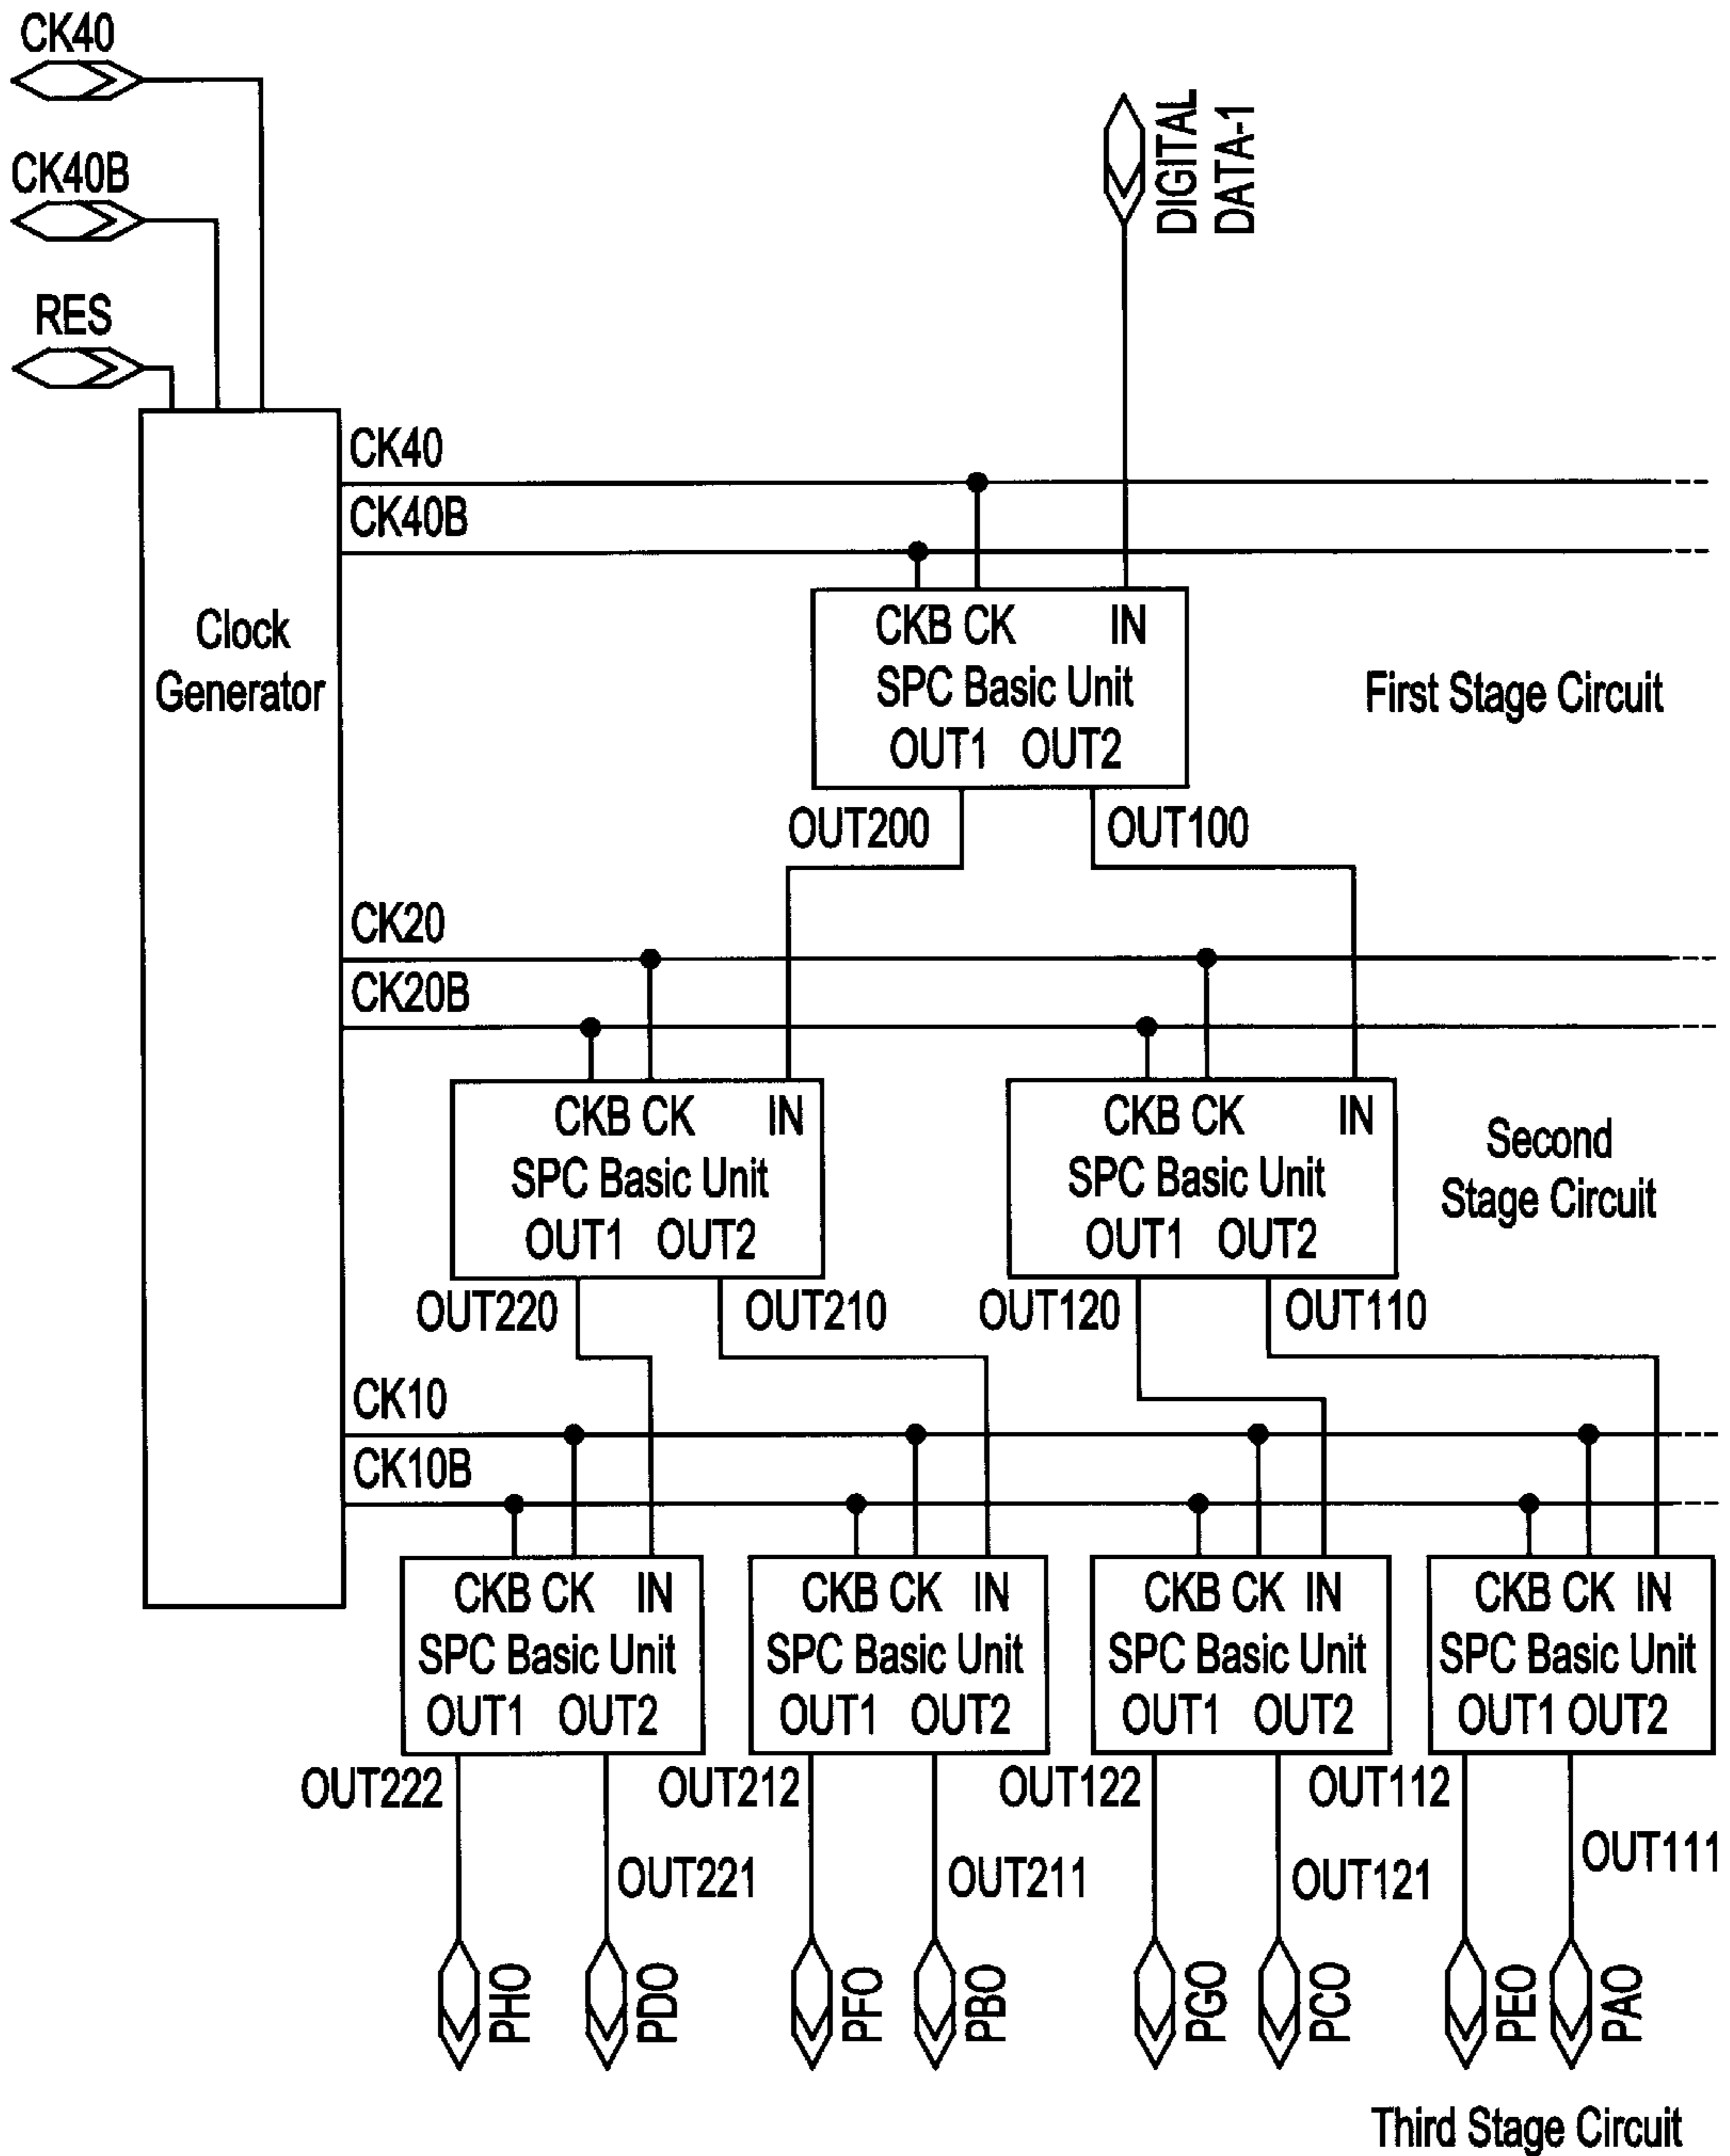 CK40
CK40B
RES
DIGITAL
DATA-1
Clock
Generator
CK40
CK40B
CKB CK IN
SPC Basic Unit
OUT1 OUT2
First Stage Circuit
OUT200
OUT100
CK20
CK20B
CKB CK IN
SPC Basic Unit
OUT1 OUT2
CKB CK IN
SPC Basic Unit
OUT1 OUT2
Second
Stage Circuit
OUT220
OUT210
OUT120
OUT110
CK10
CK10B
CKB CK IN
SPC Basic Unit
OUT1 OUT2
CKB CK IN
SPC Basic Unit
OUT1 OUT2
CKB CK IN
SPC Basic Unit
OUT1 OUT2
CKB CK IN
SPC Basic Unit
OUT1 OUT2
OUT222
OUT212
OUT122
OUT112
OUT221
OUT211
OUT121
OUT111
PHO
PDO
PFO
PBO
PGO
PCO
PEO
PAO
Third Stage Circuit